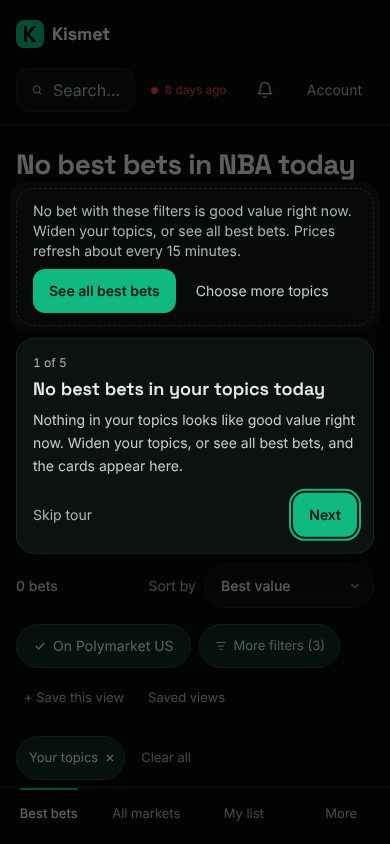 Kismet
Search...
8 days ago
Account
No best bets in NBA today
No bet with these filters is good value right now.
Widen your topics, or see all best bets. Prices
refresh about every 15 minutes.
See all best bets
Choose more topics
1 of 5
No best bets in your topics today
Nothing in your topics looks like good value right
now. Widen your topics, or see all best bets, and
the cards appear here.
Skip tour
Next
0 bets
Sort by
Best value
On Polymarket US
More filters (3)
+ Save this view
Saved views
Your topics ×
Clear all
Best bets
All markets
My list
More